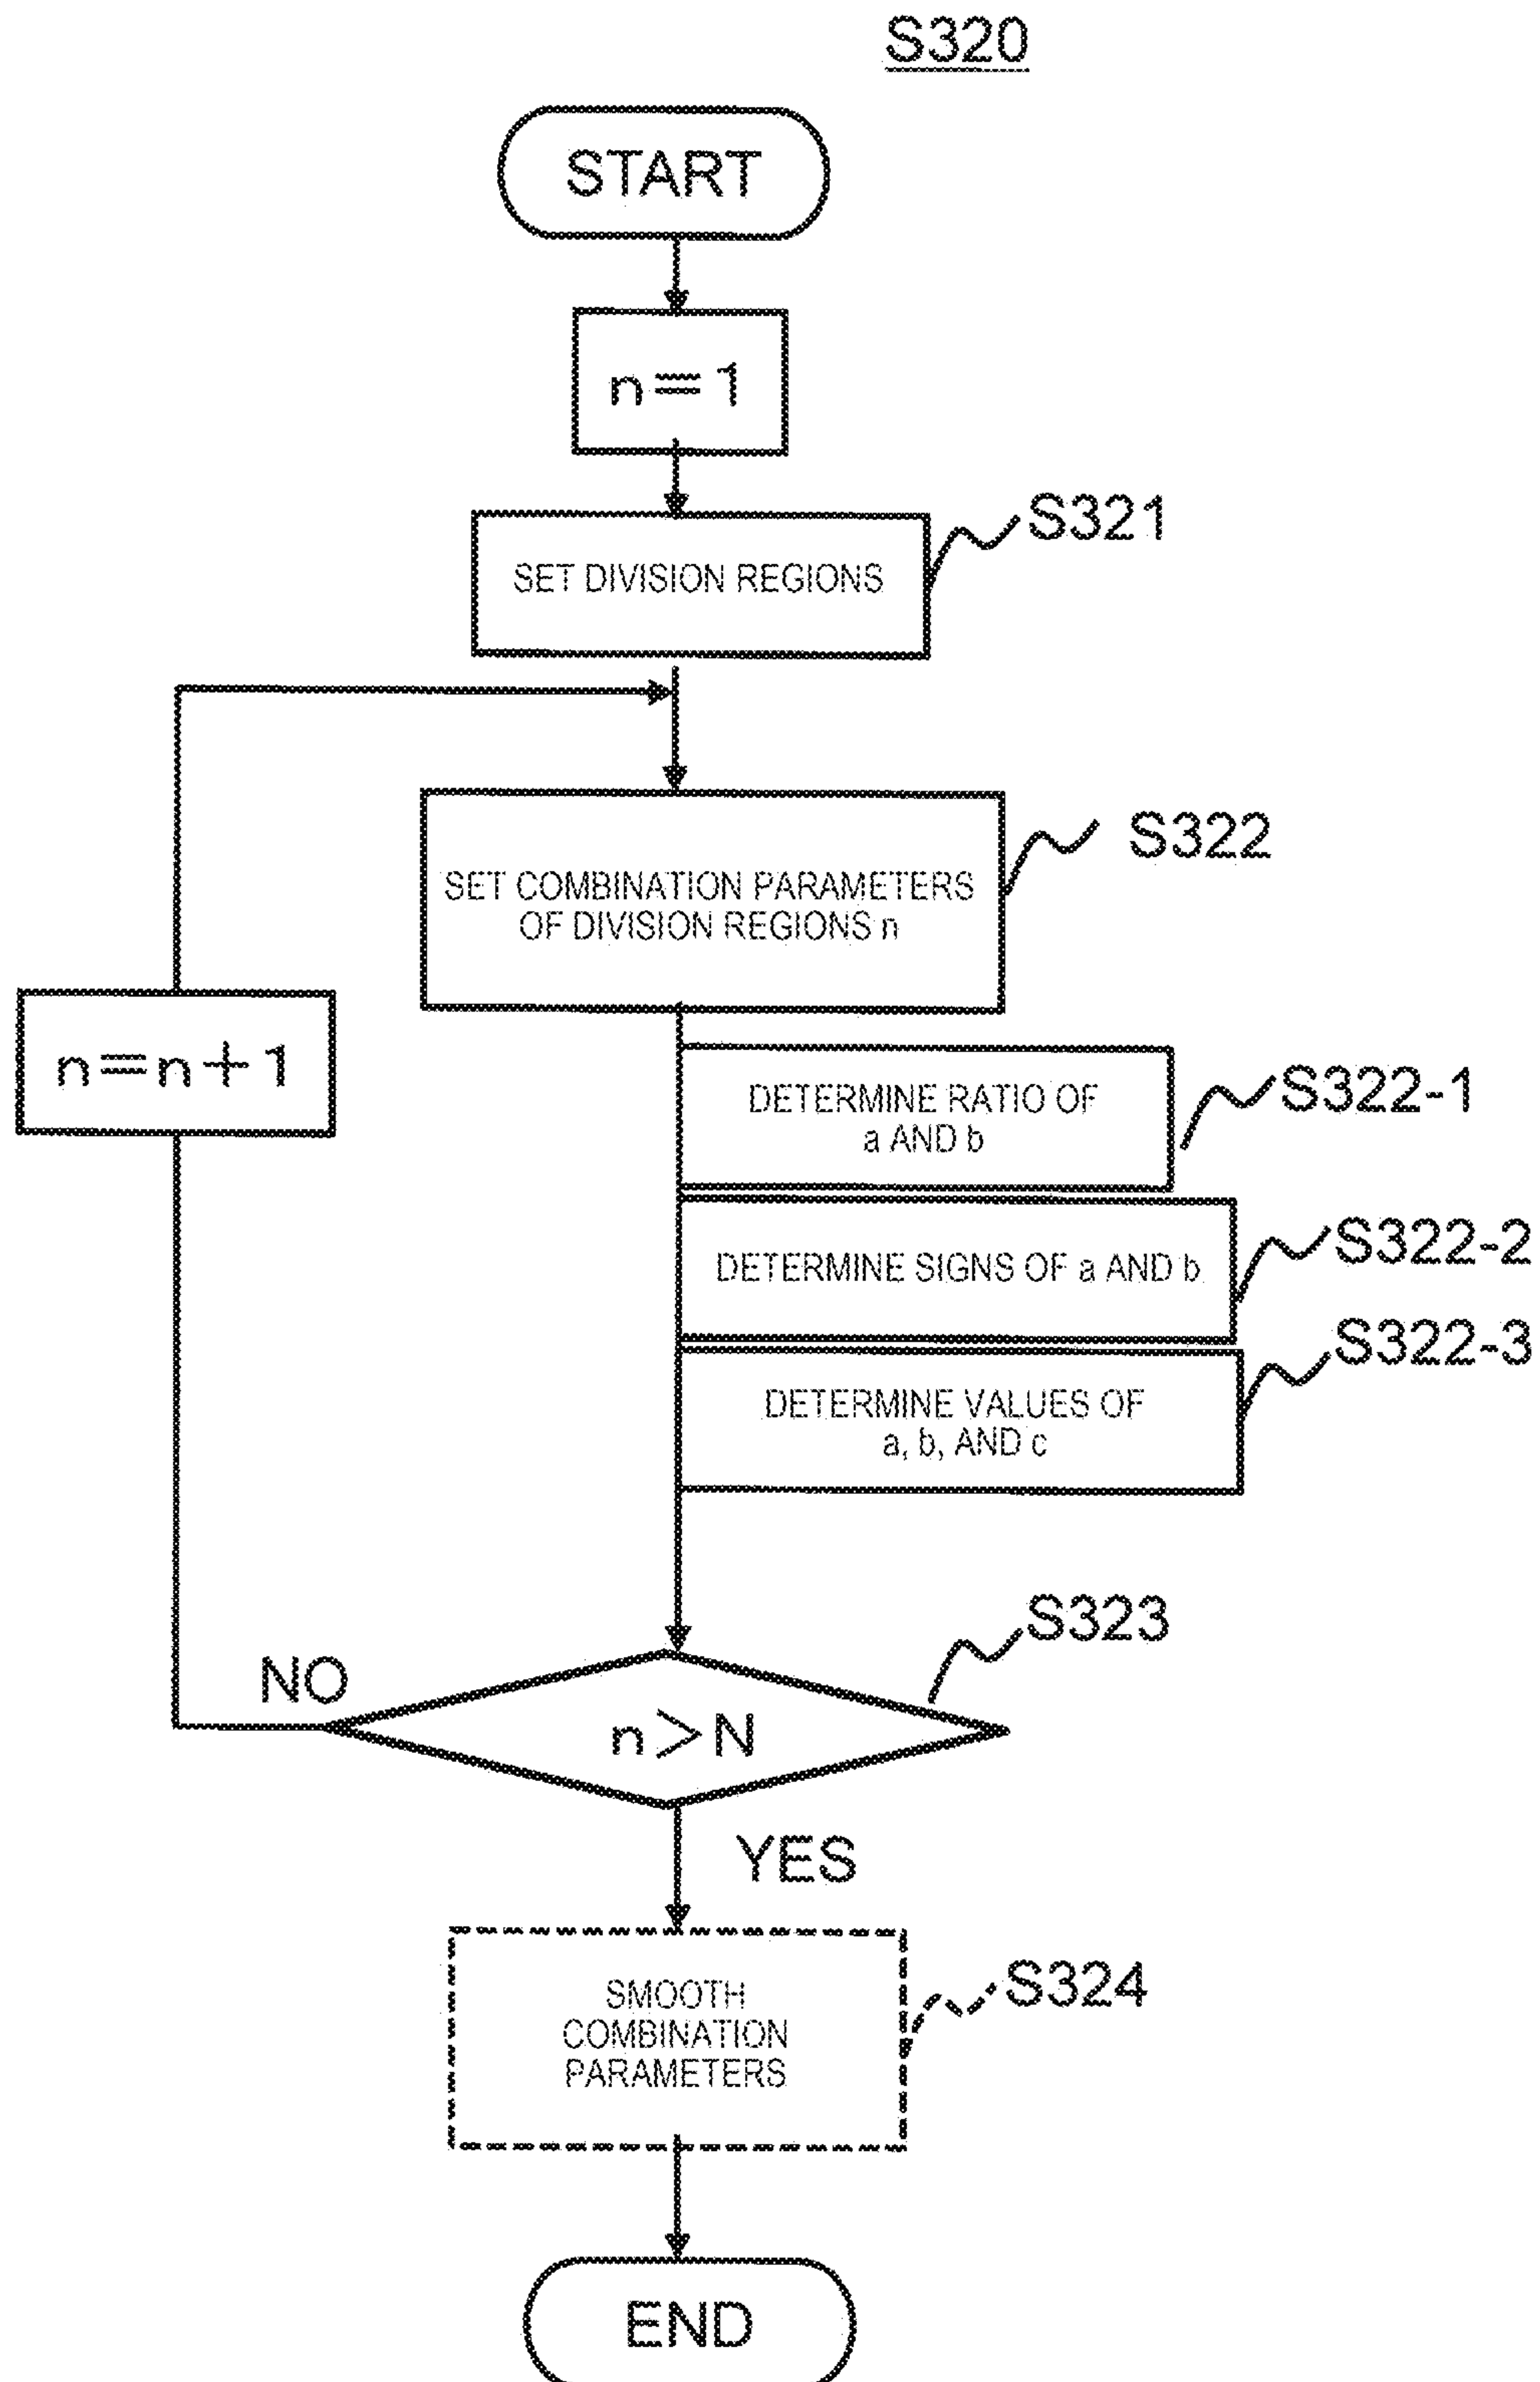 S320
START
n=1
S321
SET DIVISION REGIONS
S322
SET COMBINATION PARAMETERS
OF DIVISION REGIONS n
n=n+1
DETERMINE RATIO OF
a AND b
S322-1
DETERMINE SIGNS OF a AND b
S322-2
S322-3
DETERMINE VALUES OF
a, b, AND c
S323
NO
n>N
YES
SMOOTH
COMBINATION
PARAMETERS
S324
END